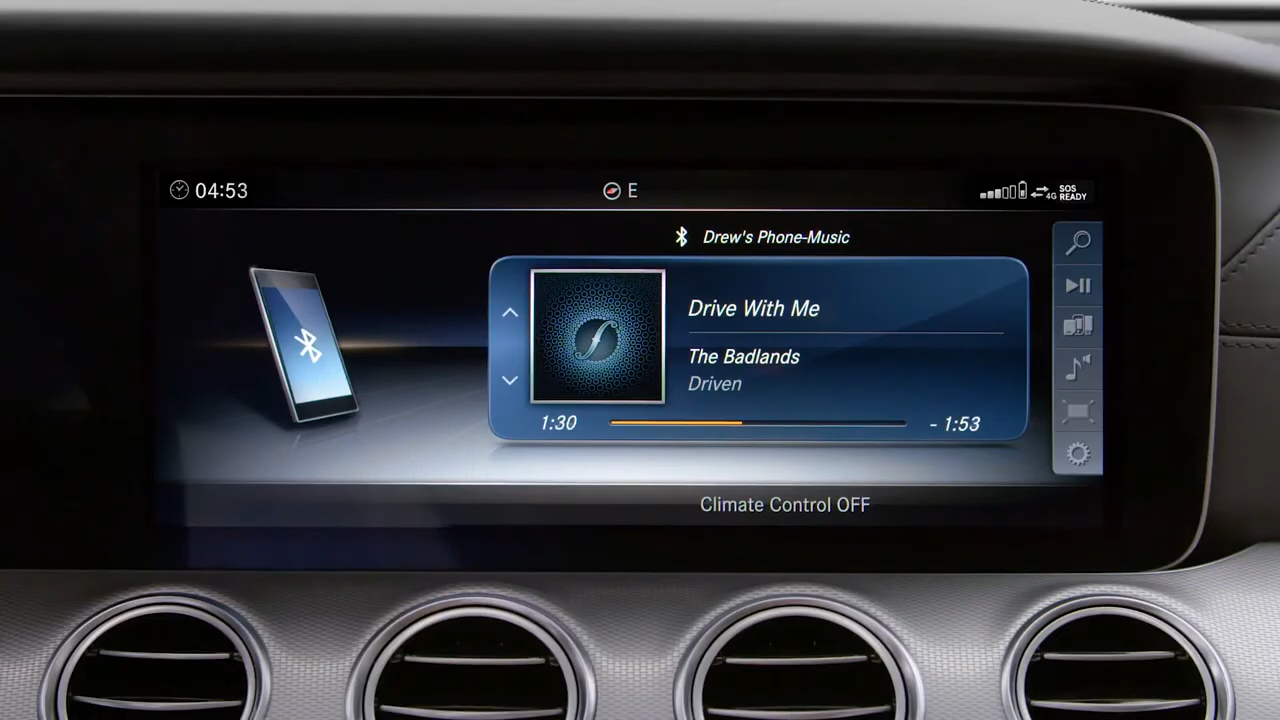 04:53
E
4G SOS READY
Drew's Phone-Music
Drive With Me
The Badlands
Driven
1:30
- 1:53
Climate Control OFF